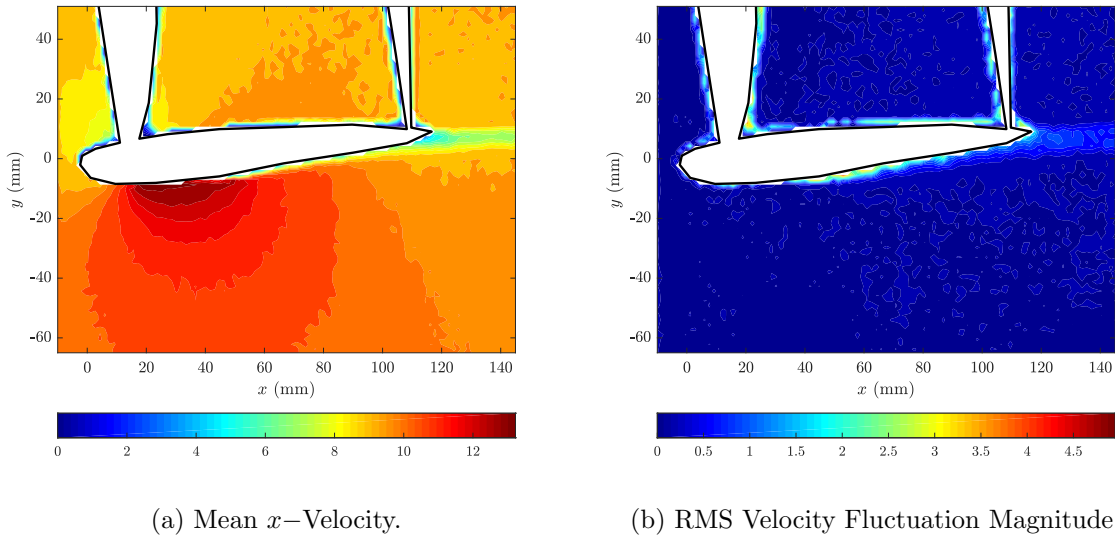 40
20
0
-20
-40
-60
y (mm)
0 20 40 60 80 100 120 140
x (mm)
0 2 4 6 8 10 12
(a) Mean x−Velocity.
40
20
0
-20
-40
-60
y (mm)
0 20 40 60 80 100 120 140
x (mm)
0 0.5 1 1.5 2 2.5 3 3.5 4 4.5
(b) RMS Velocity Fluctuation Magnitude